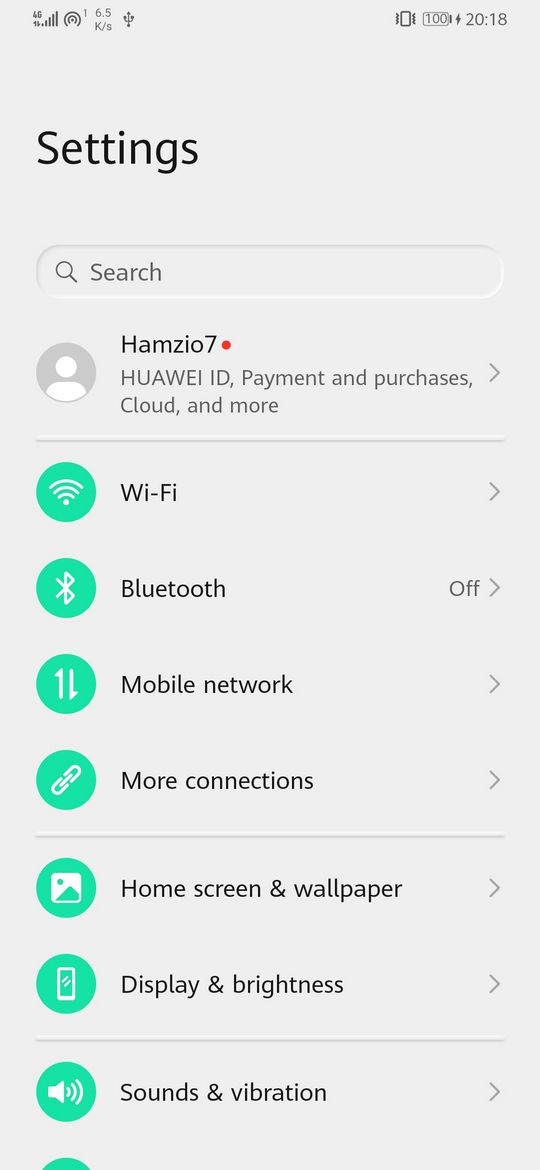 4G 1 6.5 K/s 100 20:18
Settings
Search
Hamzio7
HUAWEI ID, Payment and purchases,
Cloud, and more
Wi-Fi
Bluetooth Off
Mobile network
More connections
Home screen & wallpaper
Display & brightness
Sounds & vibration